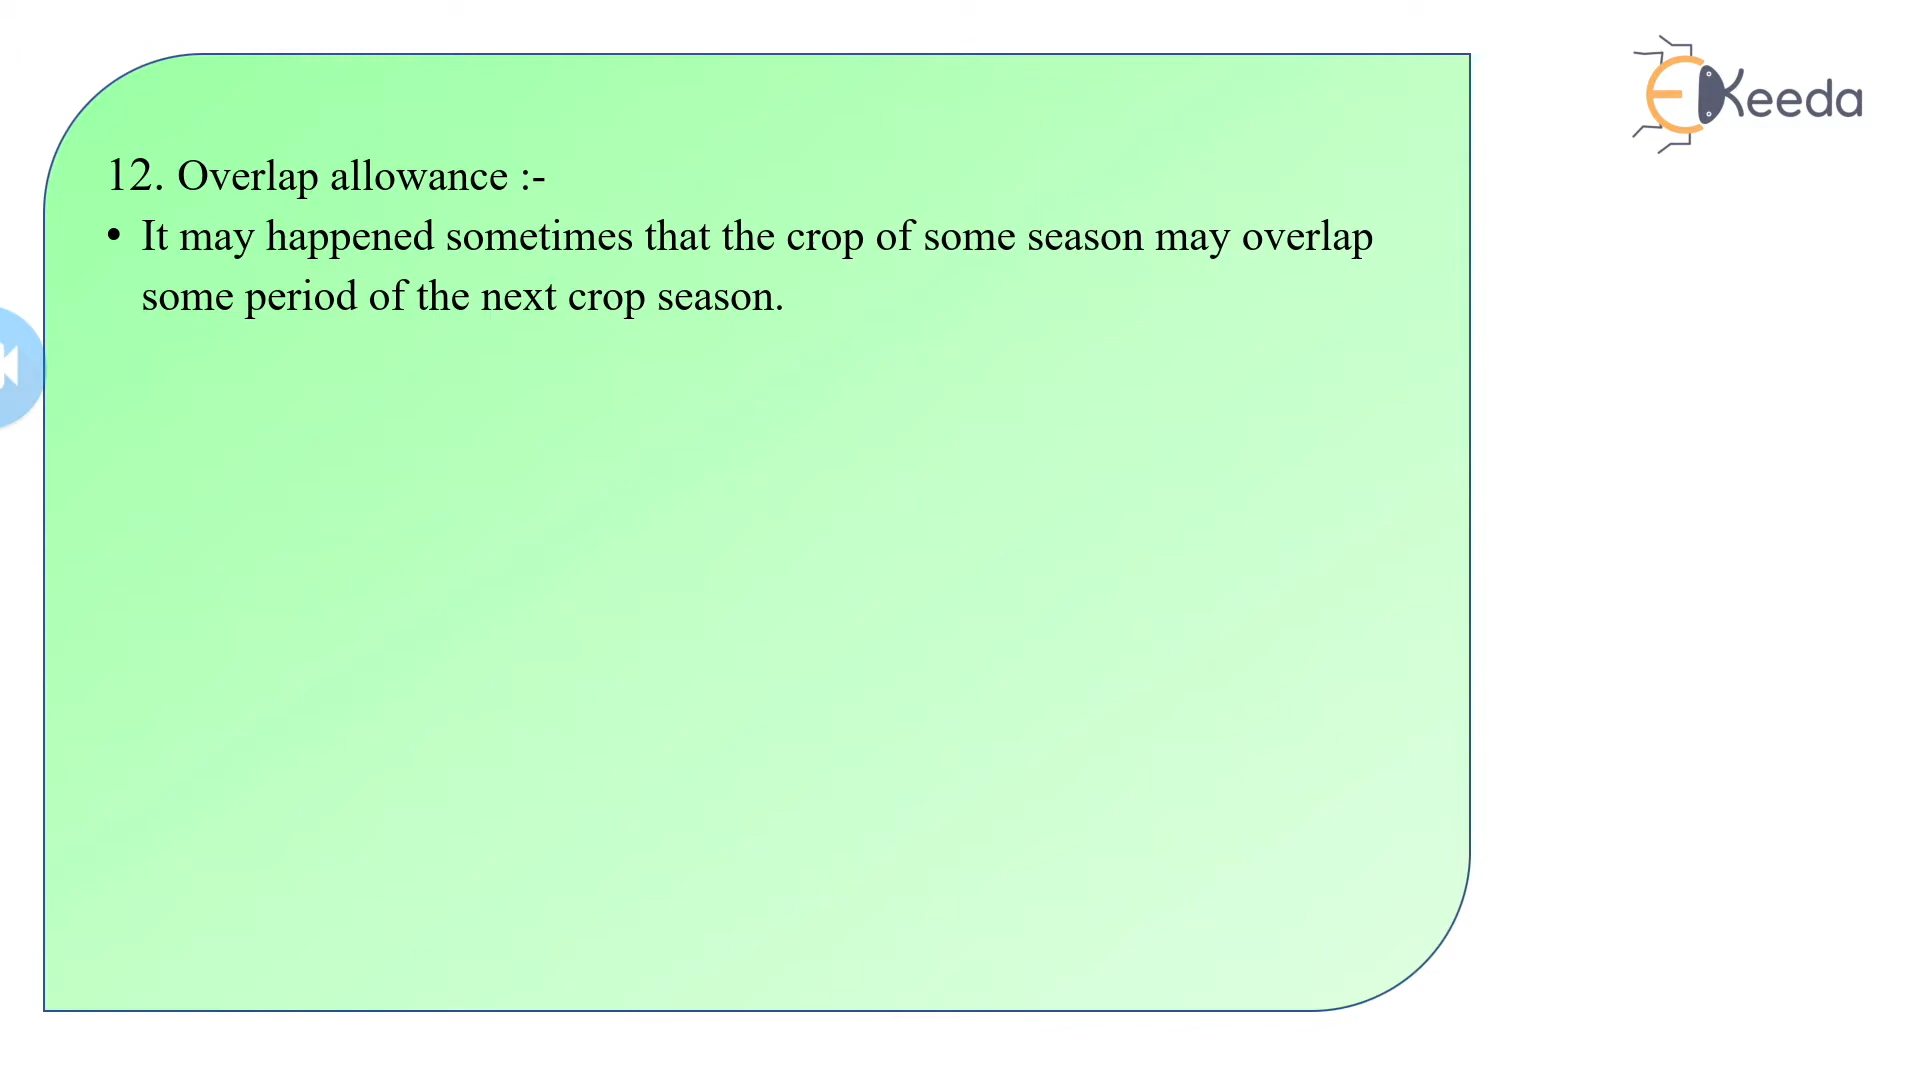 EKeeda
12. Overlap allowance :-
• It may happened sometimes that the crop of some season may overlap
some period of the next crop season.